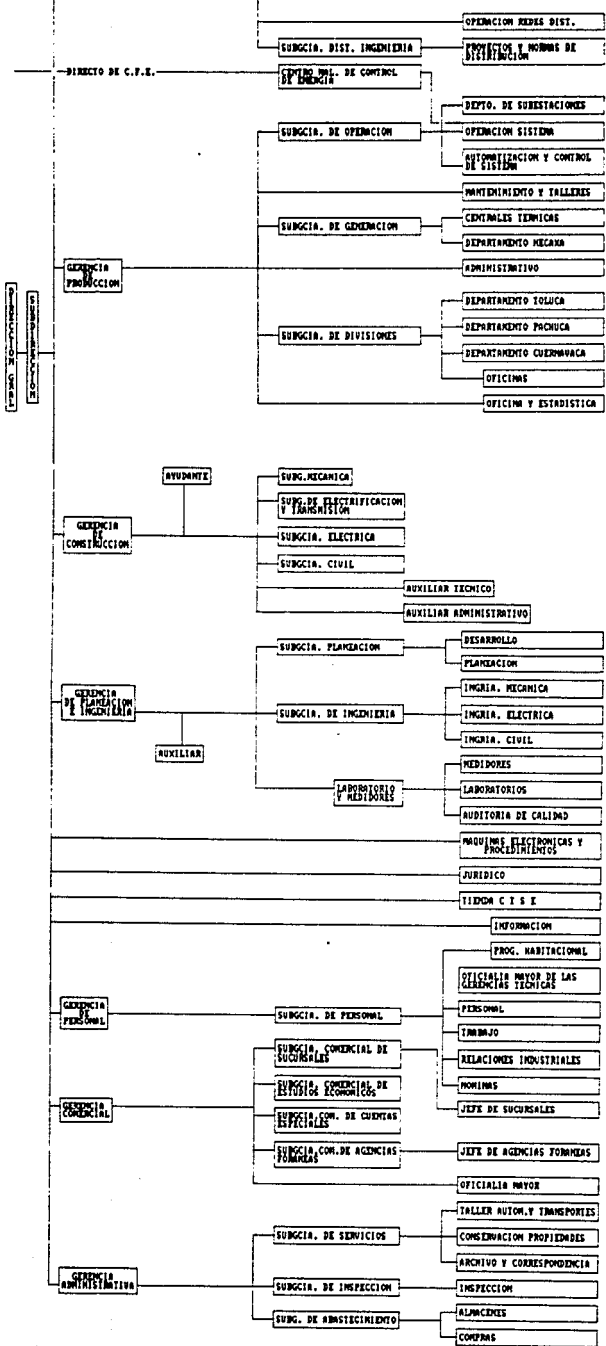 OPERACION REDES DIST.
SUBGCIA. DIST. INGENIERIA
PROYECTOS Y NORMAS DE
DISTRIBUCION
DIRECTO DE C.F.E.
CENTRO NAL. DE CONTROL
DE ENERGIA
DEPTO. DE SUBESTACIONES
SUBGCIA. DE OPERACION
OPERACION SISTEMA
AUTOMATIZACION Y CONTROL
DE SISTEMA
MANTENIMIENTO Y TALLERES
SUBGCIA. DE GENERACION
CENTRALES TERMICAS
DEPARTAMENTO NECAXA
GERENCIA
DE
PRODUCCION
ADMINISTRATIVO
DIRECCION GRAL
SUBDIRECCION
DEPARTAMENTO TOLUCA
SUBGCIA. DE DIVISIONES
DEPARTAMENTO PACHUCA
DEPARTAMENTO CUERNAVACA
OFICINAS
OFICINA Y ESTADISTICA
AYUDANTE
SUBG.MECANICA
SUBG.DE ELECTRIFICACION
Y TRANSMISION
GERENCIA
DE
CONSTRUCCION
SUBGCIA. ELECTRICA
SUBGCIA. CIVIL
AUXILIAR TECNICO
AUXILIAR ADMINISTRATIVO
SUBGCIA. PLANEACION
DESARROLLO
PLANEACION
GERENCIA
DE PLANEACION
E INGENIERIA
AUXILIAR
SUBGCIA. DE INGENIERIA
INGRIA. MECANICA
INGRIA. ELECTRICA
INGRIA. CIVIL
LABORATORIO
Y MEDIDORES
MEDIDORES
LABORATORIOS
AUDITORIA DE CALIDAD
MAQUINAS ELECTRONICAS Y
PROCEDIMIENTOS
JURIDICO
TIENDA C I S E
INFORMACION
PROG. HABITACIONAL
OFICIALIA MAYOR DE LAS
GERENCIAS TECNICAS
GERENCIA
DE
PERSONAL
SUBGCIA. DE PERSONAL
PERSONAL
TRABAJO
RELACIONES INDUSTRIALES
NOMINAS
SUBGCIA. COMERCIAL DE
SUCURSALES
SUBGCIA. COMERCIAL DE
ESTUDIOS ECONOMICOS
GERENCIA
COMERCIAL
SUBGCIA.COM. DE CUENTAS
ESPECIALES
JEFE DE SUCURSALES
SUBGCIA.COM.DE AGENCIAS
FORANEAS
JEFE DE AGENCIAS FORANEAS
OFICIALIA MAYOR
TALLER AUTOM.Y TRANSPORTES
SUBGCIA. DE SERVICIOS
CONSERVACION PROPIEDADES
ARCHIVO Y CORRESPONDENCIA
GERENCIA
ADMINISTRATIVA
SUBGCIA. DE INSPECCION
INSPECCION
SUBG. DE ABASTECIMIENTO
ALMACENES
COMPRAS